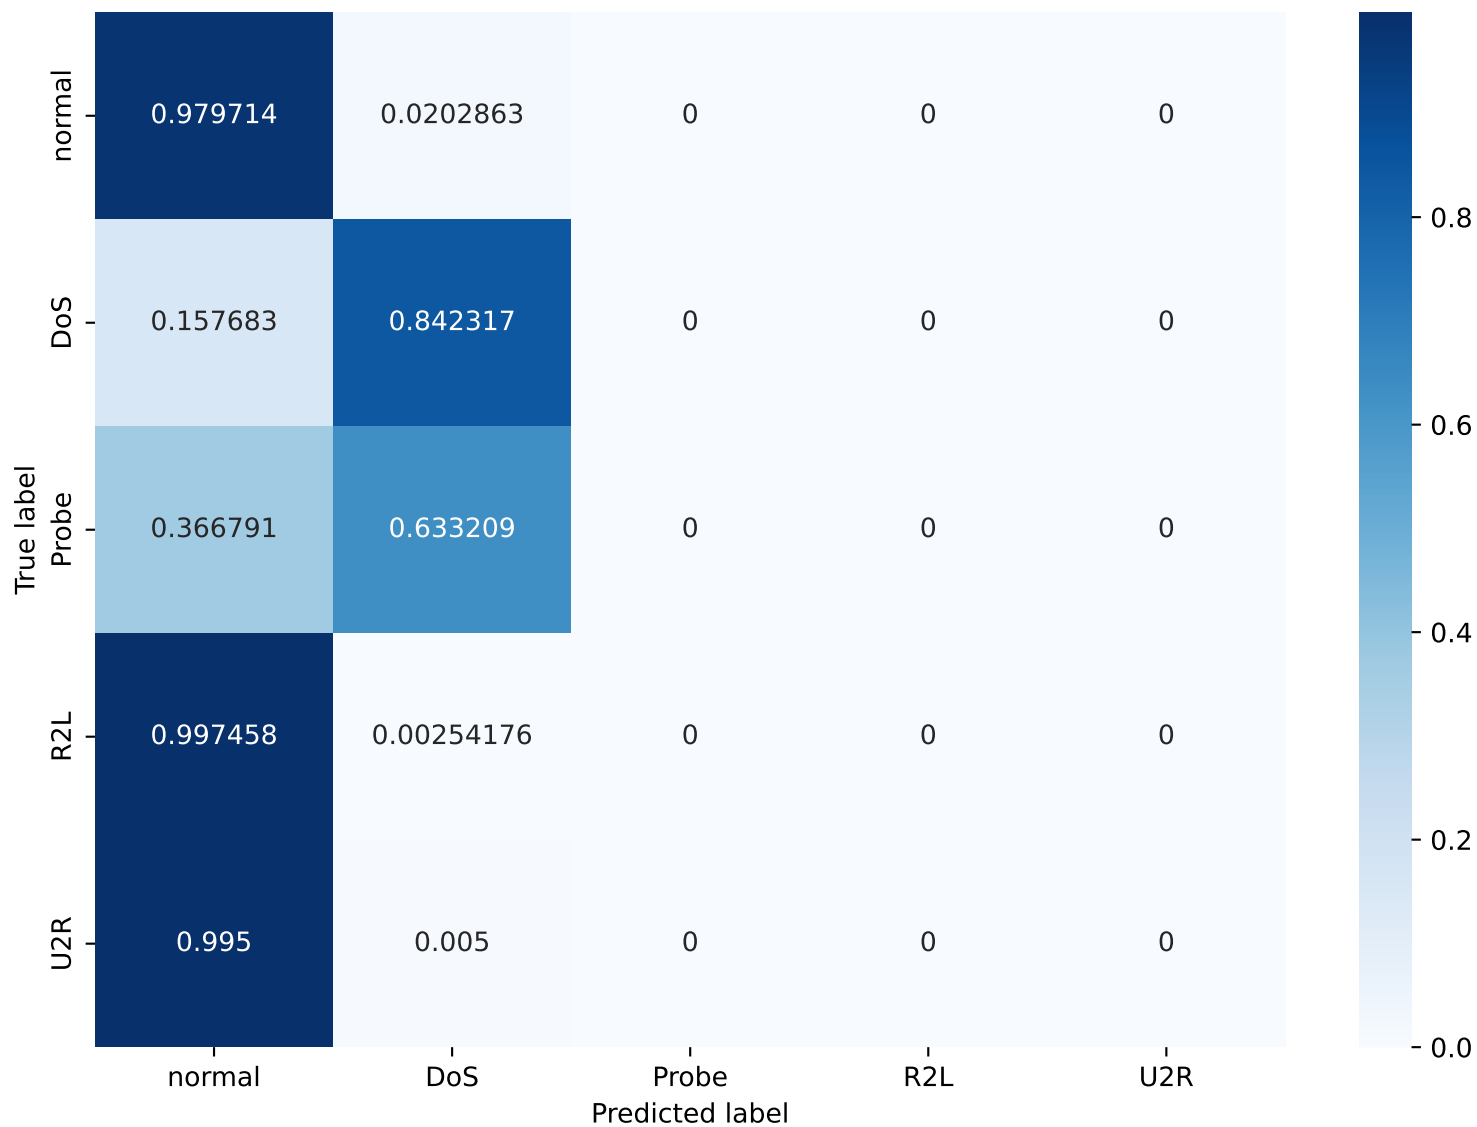 normal 0.979714 0.0202863 0 0 0
DoS 0.157683 0.842317 0 0 0
Probe 0.366791 0.633209 0 0 0
R2L 0.997458 0.00254176 0 0 0
U2R 0.995 0.005 0 0 0
True label
normal DoS Probe R2L U2R
Predicted label
0.8
0.6
0.4
0.2
0.0